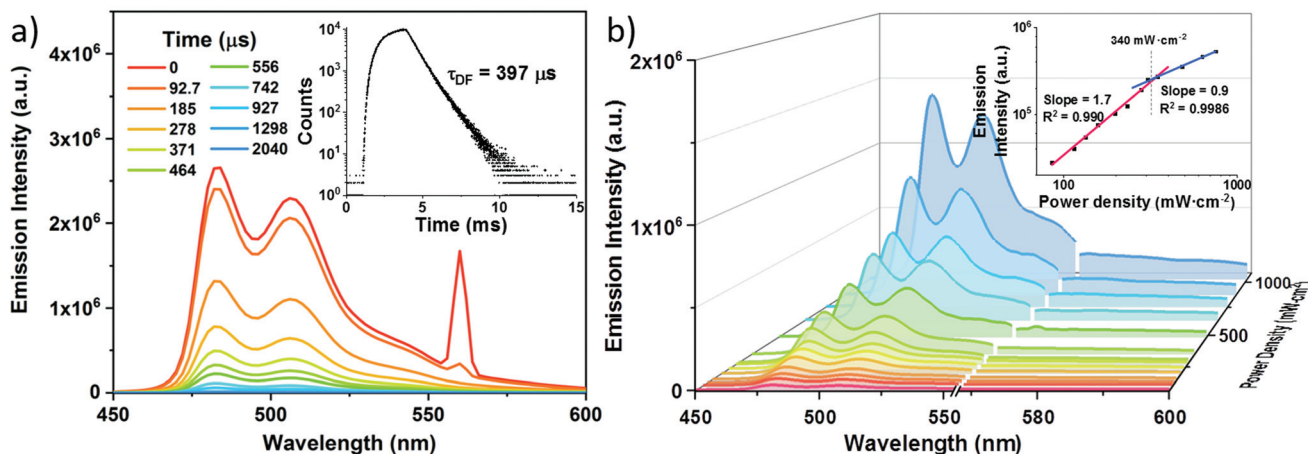 a)
Time (μs)
0
92.7
185
278
371
464
556
742
927
1298
2040
4x10⁶
3x10⁶
2x10⁶
1x10⁶
0
Emission Intensity (a.u.)
450
500
550
600
Wavelength (nm)
10⁴
10³
10²
10¹
10⁰
Counts
τDF = 397 μs
0
5
10
15
Time (ms)
b)
2x10⁶
1x10⁶
0
Emission Intensity (a.u.)
450
500
550
580
600
Wavelength (nm)
1000
500
Power Density (mW·cm⁻²)
10⁶
10⁵
Emission
Intensity (a.u.)
340 mW·cm⁻²
Slope = 1.7
R² = 0.990
Slope = 0.9
R² = 0.9986
100
1000
Power density (mW·cm⁻²)